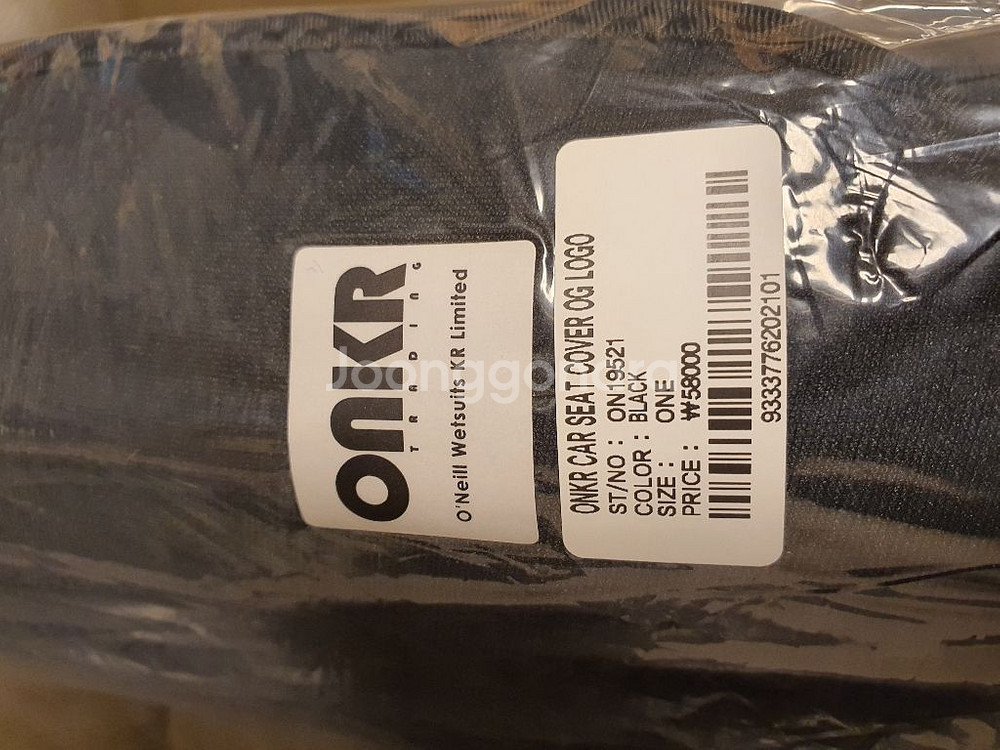 ONKR
TRADING
O'Neill Wetsuits KR Limited
ONKR CAR SEAT COVER OG LOGO
ST/NO : ON19521
COLOR : BLACK
SIZE : ONE
PRICE : ₩58000
9333776202101
Joonggonara